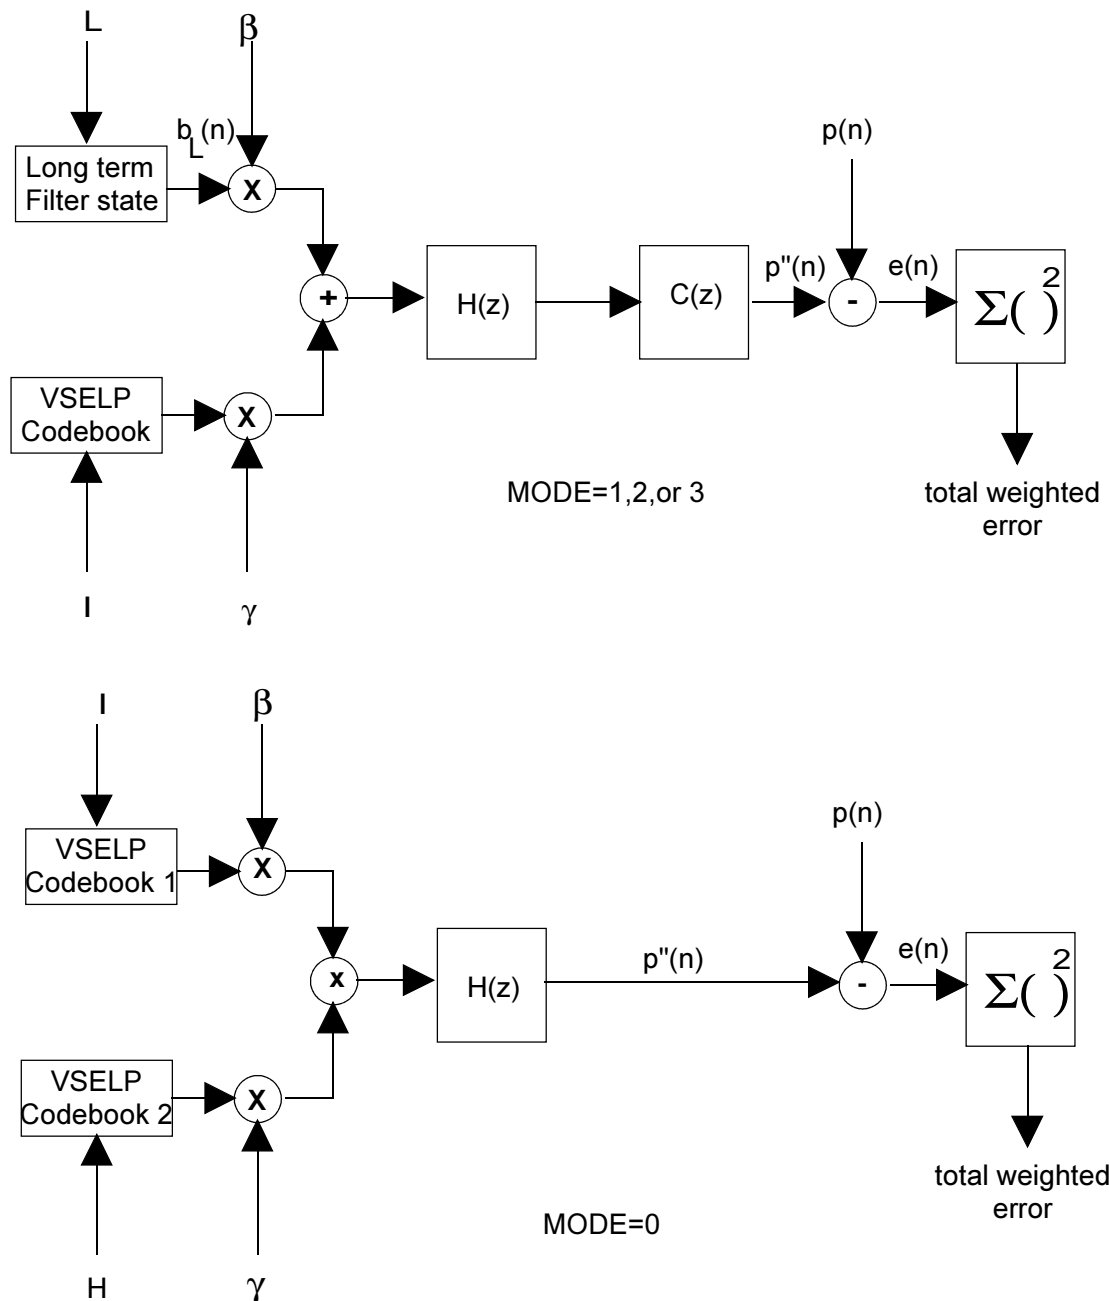 L
β
b (n)
L
p(n)
Long term
Filter state
X
+
H(z)
C(z)
p"(n)
-
e(n)
Σ( )2
VSELP
Codebook
X
MODE=1,2,or 3
total weighted
error
I
γ
I
β
p(n)
VSELP
Codebook 1
X
x
H(z)
p"(n)
-
e(n)
Σ( )2
VSELP
Codebook 2
X
total weighted
error
MODE=0
H
γ